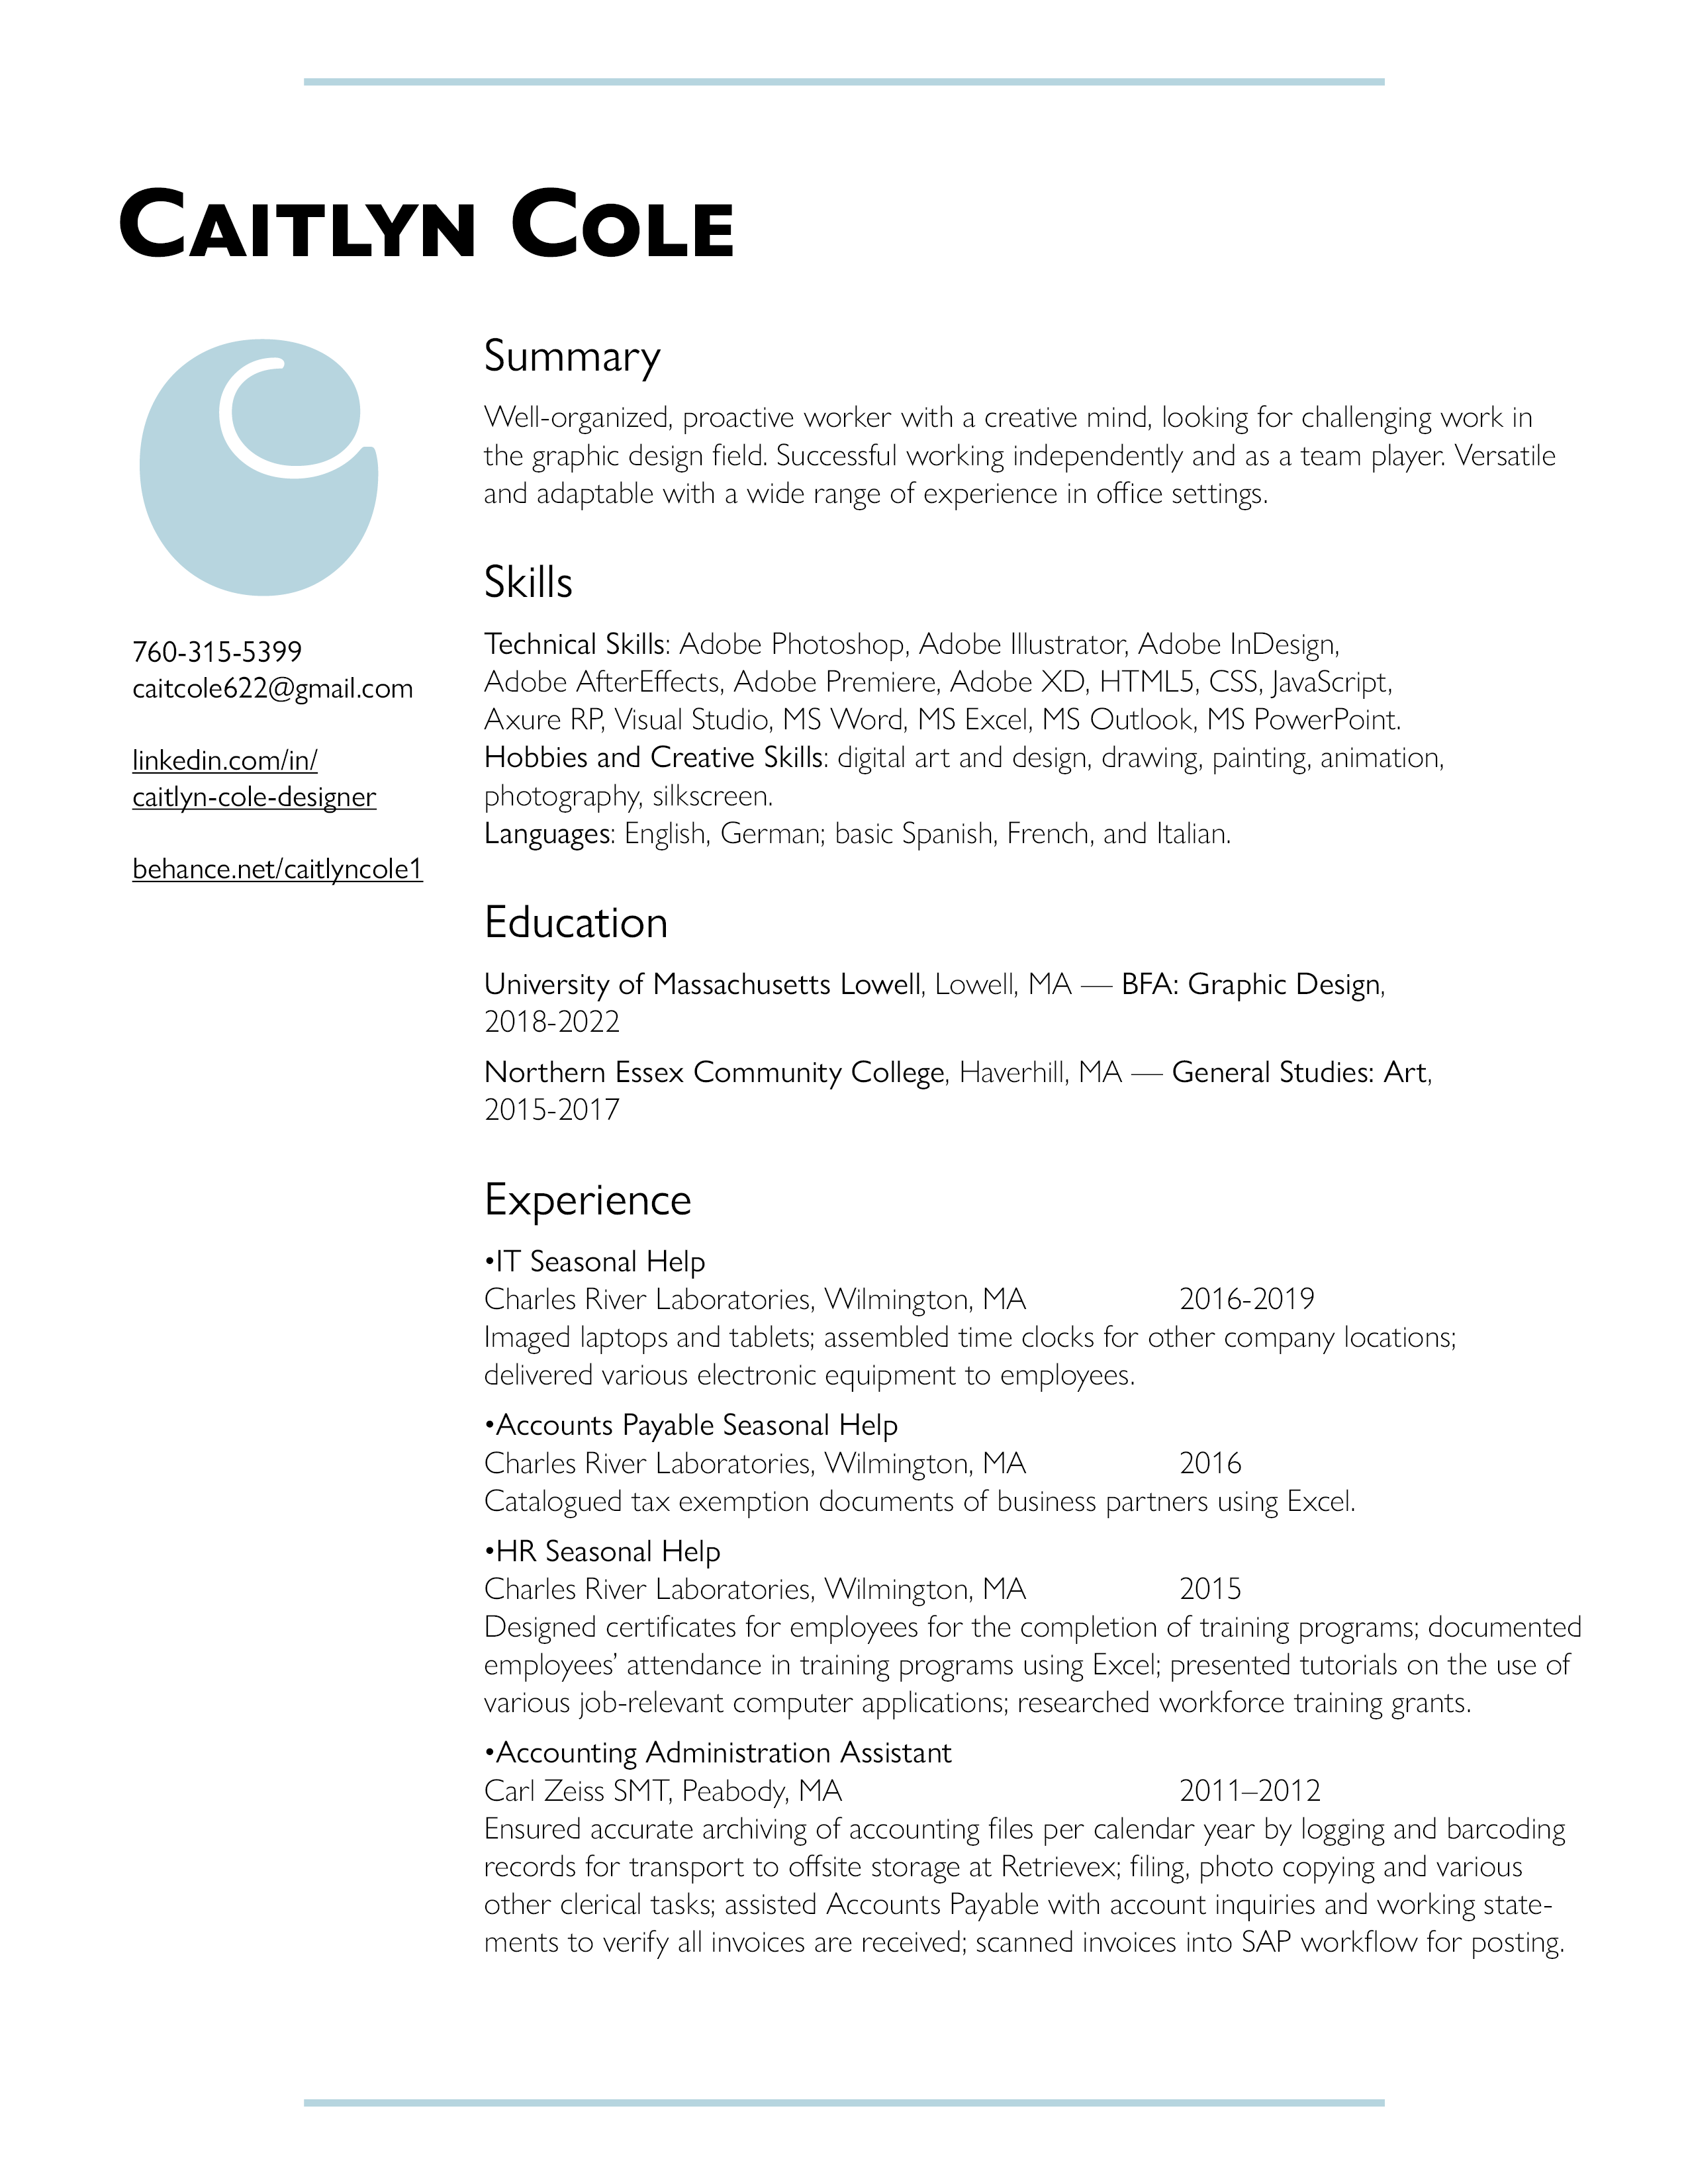 Caitlyn Cole
760-315-5399
caitcole622@gmail.com
linkedin.com/in/
caitlyn-cole-designer
behance.net/caitlyncole1
Summary
Well-organized, proactive worker with a creative mind, looking for challenging work in
the graphic design field. Successful working independently and as a team player. Versatile
and adaptable with a wide range of experience in office settings.
Skills
Technical Skills: Adobe Photoshop, Adobe Illustrator, Adobe InDesign,
Adobe AfterEffects, Adobe Premiere, Adobe XD, HTML5, CSS, JavaScript,
Axure RP, Visual Studio, MS Word, MS Excel, MS Outlook, MS PowerPoint.
Hobbies and Creative Skills: digital art and design, drawing, painting, animation,
photography, silkscreen.
Languages: English, German; basic Spanish, French, and Italian.
Education
University of Massachusetts Lowell, Lowell, MA — BFA: Graphic Design,
2018-2022
Northern Essex Community College, Haverhill, MA — General Studies: Art,
2015-2017
Experience
•IT Seasonal Help
Charles River Laboratories, Wilmington, MA 2016-2019
Imaged laptops and tablets; assembled time clocks for other company locations;
delivered various electronic equipment to employees.
•Accounts Payable Seasonal Help
Charles River Laboratories, Wilmington, MA 2016
Catalogued tax exemption documents of business partners using Excel.
•HR Seasonal Help
Charles River Laboratories, Wilmington, MA 2015
Designed certificates for employees for the completion of training programs; documented
employees’ attendance in training programs using Excel; presented tutorials on the use of
various job-relevant computer applications; researched workforce training grants.
•Accounting Administration Assistant
Carl Zeiss SMT, Peabody, MA 2011–2012
Ensured accurate archiving of accounting files per calendar year by logging and barcoding
records for transport to offsite storage at Retrievex; filing, photo copying and various
other clerical tasks; assisted Accounts Payable with account inquiries and working state-
ments to verify all invoices are received; scanned invoices into SAP workflow for posting.